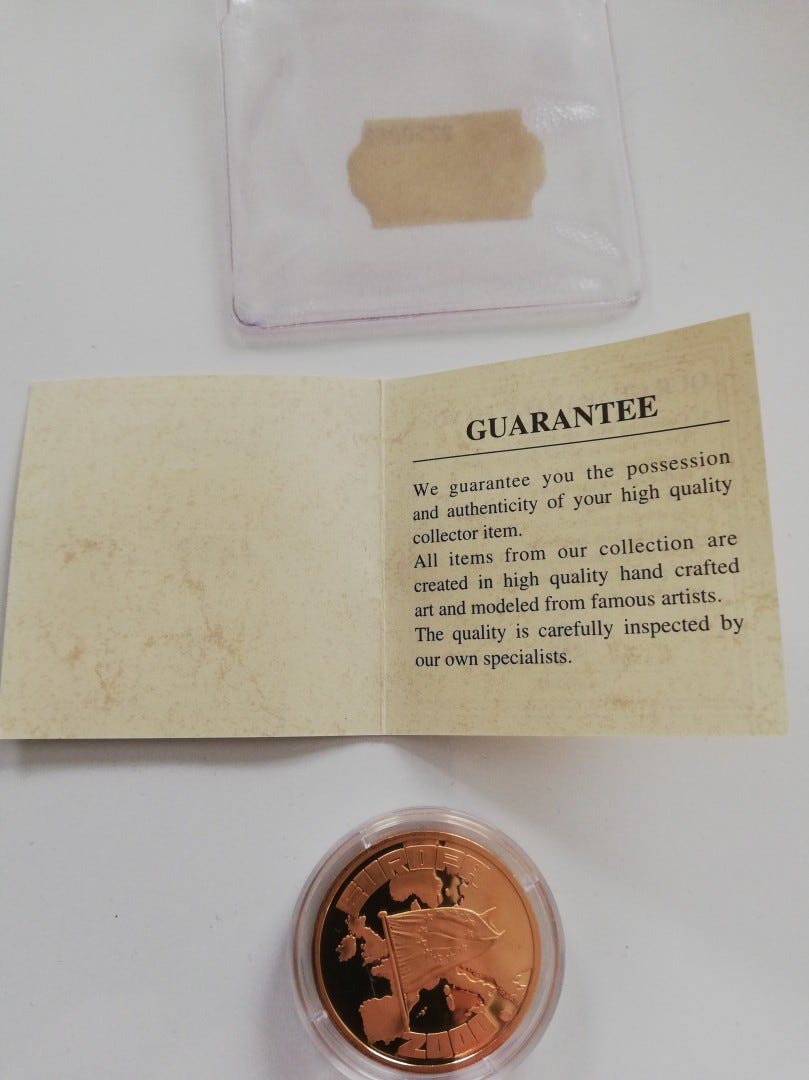 GUARANTEE
We guarantee you the possession
and authenticity of your high quality
collector item.
All items from our collection are
created in high quality hand crafted
art and modeled from famous artists.
The quality is carefully inspected by
our own specialists.
EUROPA
2000